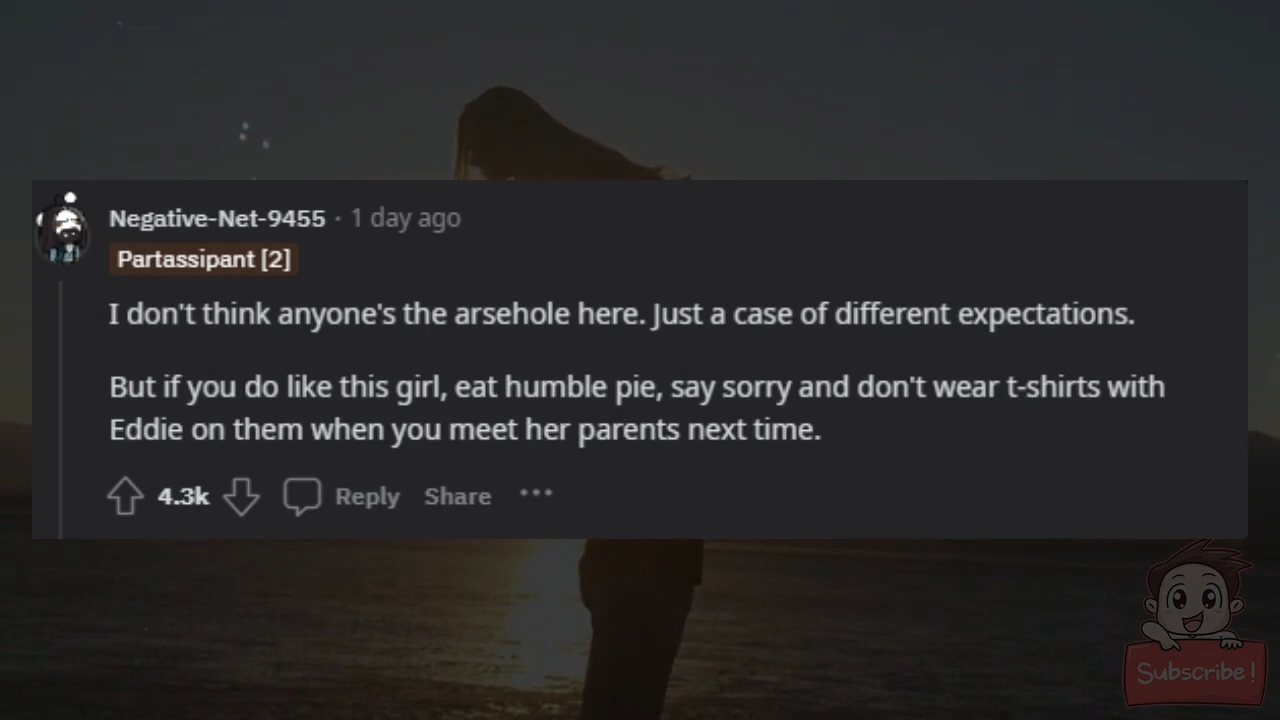 Negative-Net-9455 · 1 day ago
Partassipant [2]
I don't think anyone's the arsehole here. Just a case of different expectations.
But if you do like this girl, eat humble pie, say sorry and don't wear t-shirts with
Eddie on them when you meet her parents next time.
4.3k Reply Share ···
Subscribe!